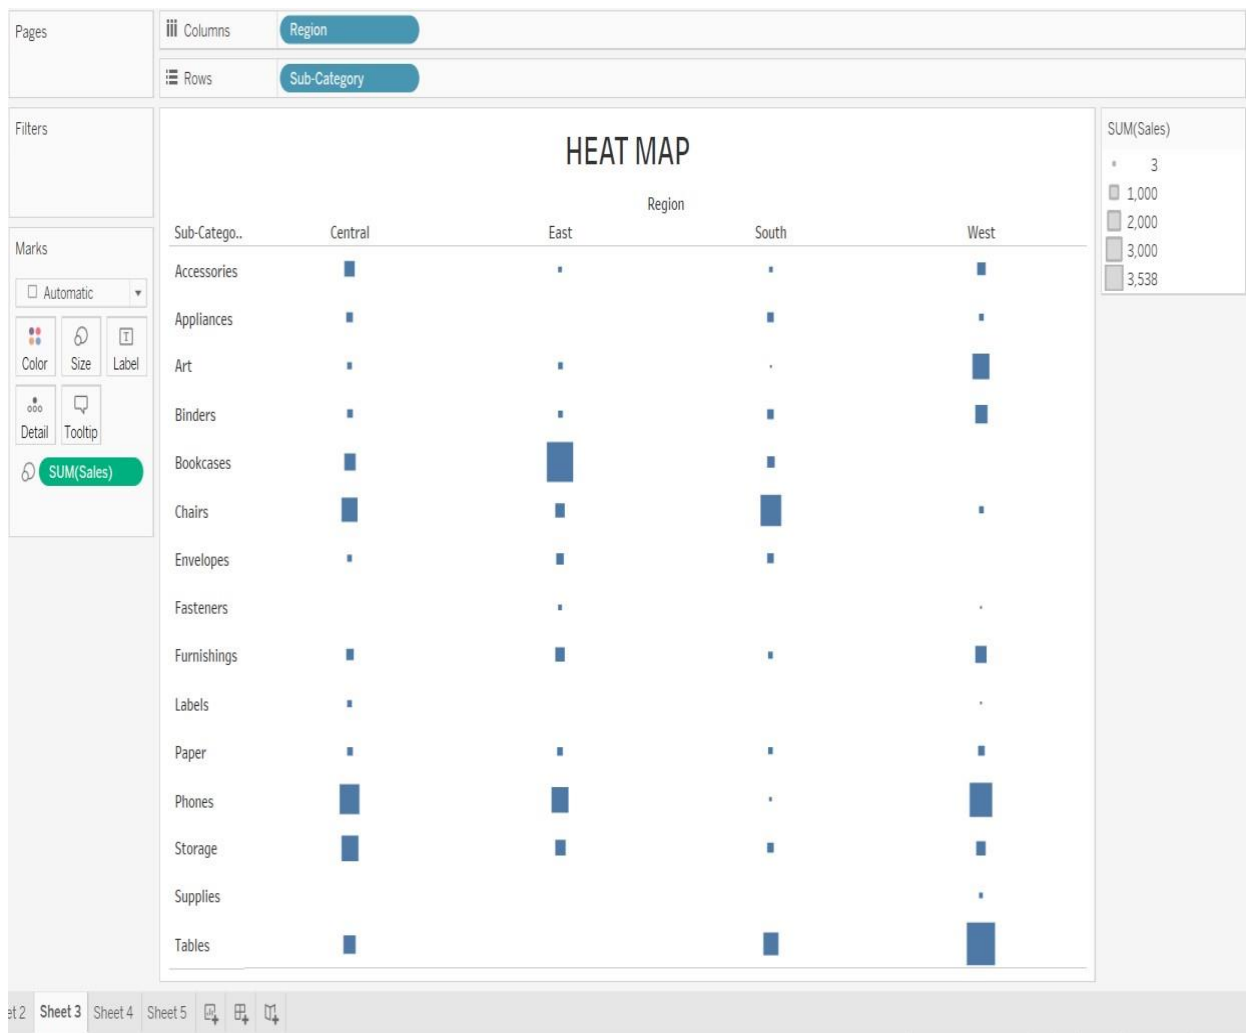 Pages
Columns Region
Rows Sub-Category
Filters
Marks
Automatic
Color Size Label
Detail Tooltip
SUM(Sales)
HEAT MAP
Region
Sub-Catego.. Central East South West
Accessories
Appliances
Art
Binders
Bookcases
Chairs
Envelopes
Fasteners
Furnishings
Labels
Paper
Phones
Storage
Supplies
Tables
SUM(Sales)
3
1,000
2,000
3,000
3,538
et 2 Sheet 3 Sheet 4 Sheet 5